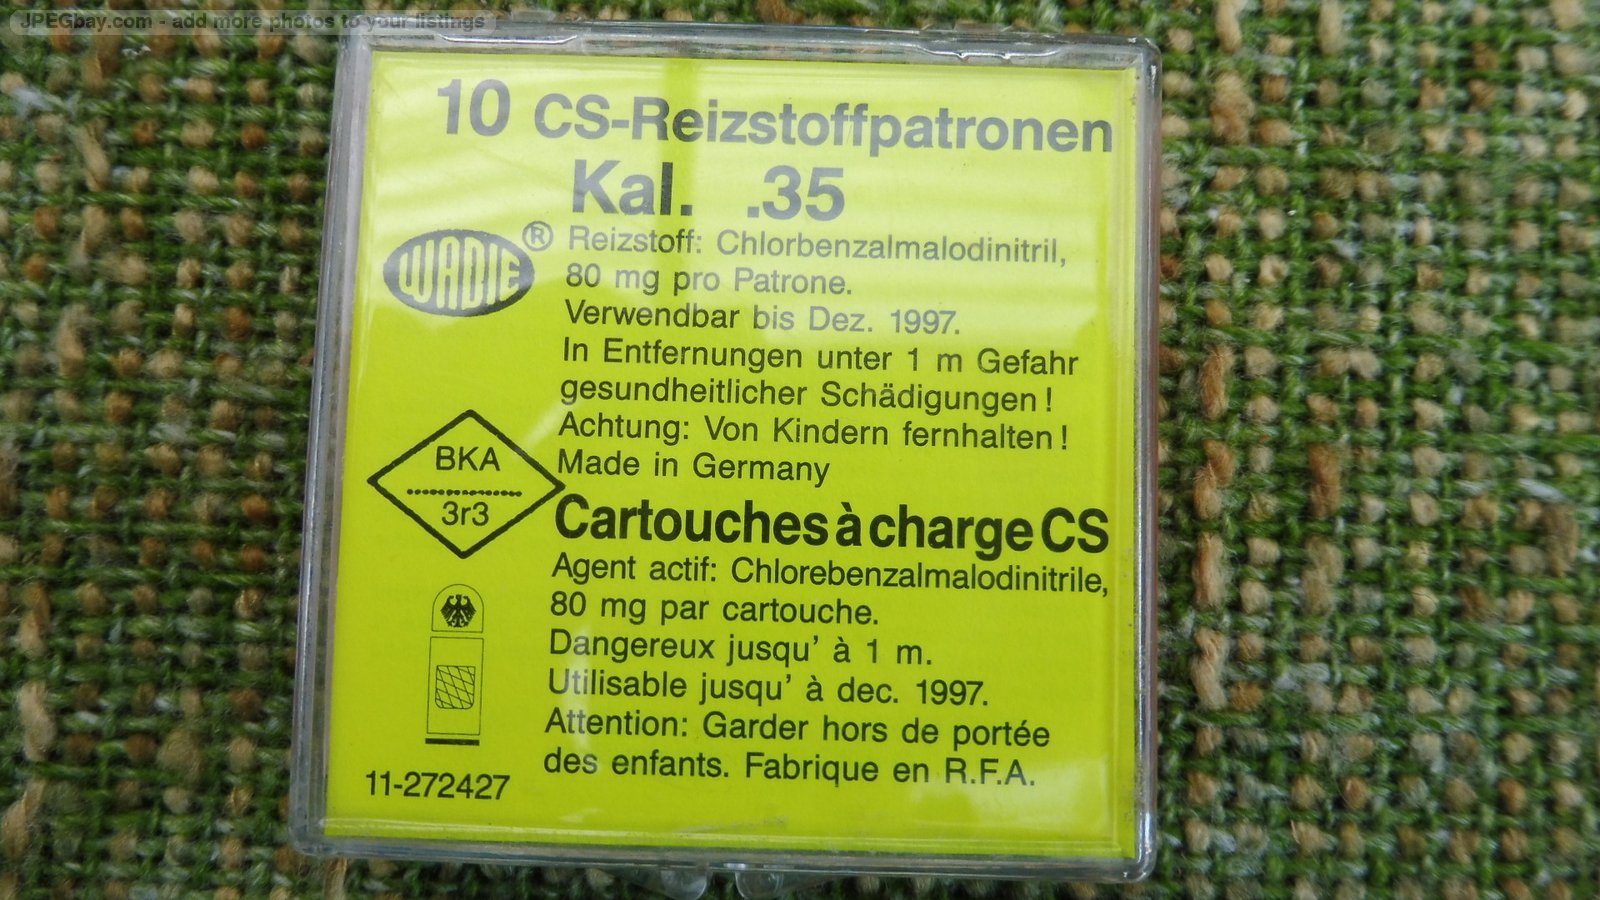 JPEGbay.com - add more photos to your listings
10 CS-Reizstoffpatronen
Kal. .35
WADIE ®
Reizstoff: Chlorbenzalmalodinitril,
80 mg pro Patrone.
Verwendbar bis Dez. 1997.
In Entfernungen unter 1 m Gefahr
gesundheitlicher Schädigungen!
Achtung: Von Kindern fernhalten!
Made in Germany
BKA
3r3
Cartouches à charge CS
Agent actif: Chlorebenzalmalodinitrile,
80 mg par cartouche.
Dangereux jusqu' à 1 m.
Utilisable jusqu' à dec. 1997.
Attention: Garder hors de portée
des enfants. Fabrique en R.F.A.
11-272427